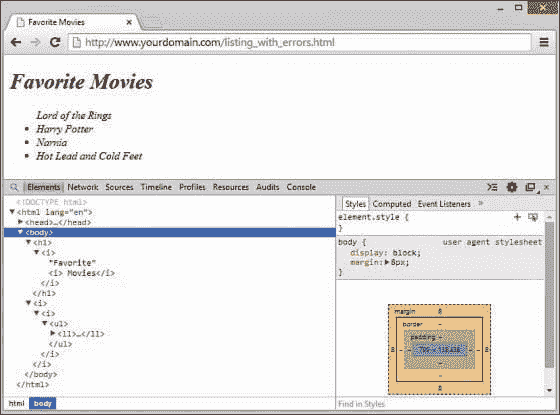 Favorite Movies
http://www.yourdomain.com/listing_with_errors.html
Favorite Movies
Lord of the Rings
Harry Potter
Narnia
Hot Lead and Cold Feet
Elements Network Sources Timeline Profiles Resources Audits Console
<!DOCTYPE html>
<html lang="en">
<head>…</head>
<body>
<h1>
<i>
"Favorite"
<i> Movies</i>
</i>
</h1>
<i>
<i>
<ul>
<ll>…</ll>
</ul>
</i>
</i>
</body>
</html>
html body
Styles Computed Event Listeners »
element.style {
}
body { user agent stylesheet
display: block;
margin:▶8px;
}
margin 8
border -
padding -
8 - - - - 8
-
-
8
Find in Styles